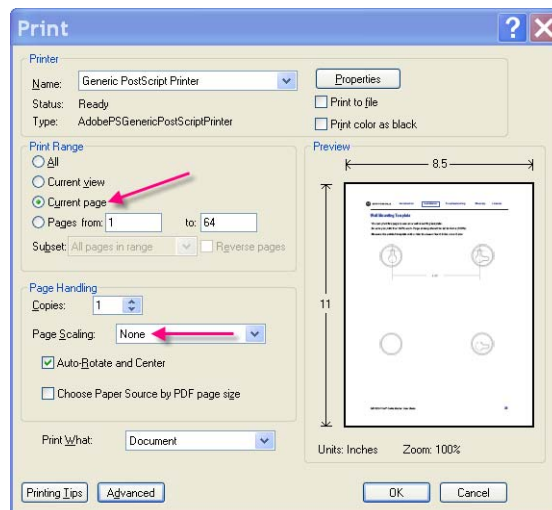 Print
Printer
Name: Generic PostScript Printer
Properties
Status: Ready
Print to file
Type: AdobePSGenericPostScriptPrinter
Print color as black
Print Range
All
Current view
Current page
Pages from: 1 to: 64
Subset: All pages in range
Reverse pages
Page Handling
Copies: 1
Page Scaling: None
Auto-Rotate and Center
Choose Paper Source by PDF page size
Print What: Document
Preview
8.5
11
Wall Mounting Template
Units: Inches Zoom: 100%
Printing Tips
Advanced
OK
Cancel